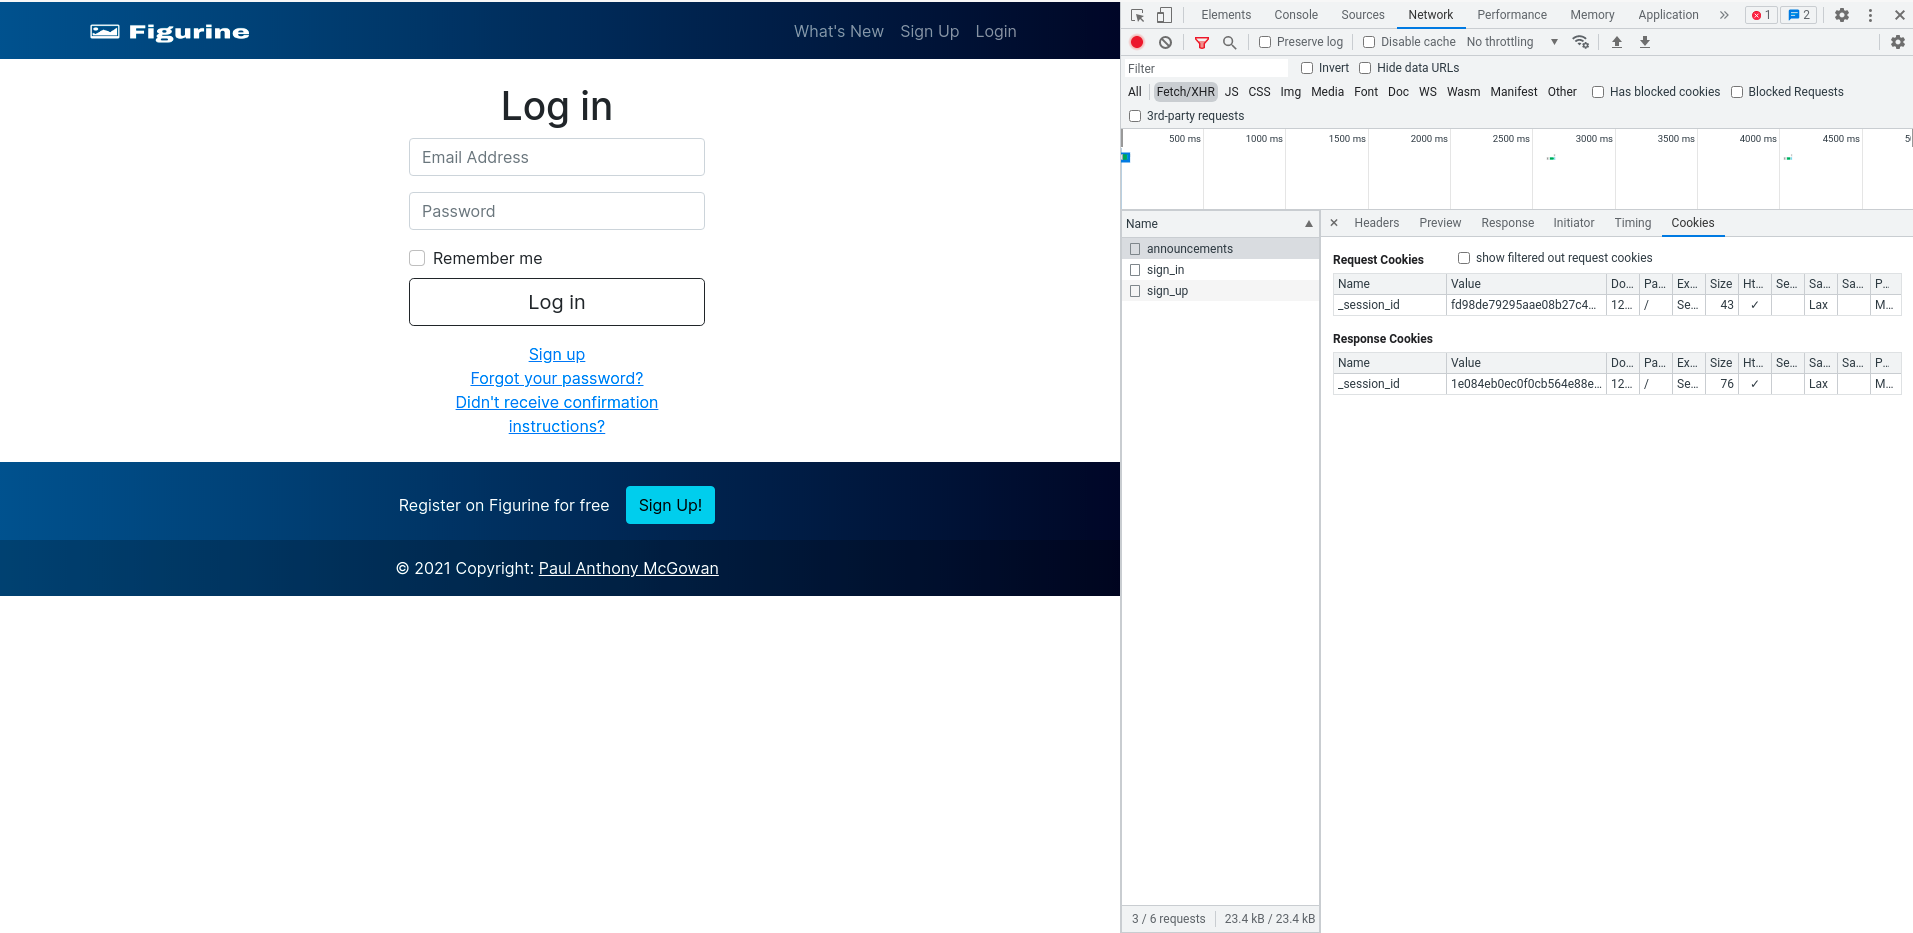 Figurine
What's New Sign Up Login
Log in
Email Address
Password
Remember me
Log in
Sign up
Forgot your password?
Didn't receive confirmation
instructions?
Register on Figurine for free Sign Up!
© 2021 Copyright: Paul Anthony McGowan
Elements Console Sources Network Performance Memory Application » 1 2
Preserve log Disable cache No throttling
Filter Invert Hide data URLs
All Fetch/XHR JS CSS Img Media Font Doc WS Wasm Manifest Other Has blocked cookies Blocked Requests
3rd-party requests
500 ms 1000 ms 1500 ms 2000 ms 2500 ms 3000 ms 3500 ms 4000 ms 4500 ms 5
Name
announcements
sign_in
sign_up
3 / 6 requests 23.4 kB / 23.4 kB
Headers Preview Response Initiator Timing Cookies
Request Cookies show filtered out request cookies
Name Value Do... Pa... Ex... Size Ht... Se... Sa... Sa... P...
_session_id fd98de79295aae08b27c4... 12... / Se... 43 ✓ Lax M...
Response Cookies
Name Value Do... Pa... Ex... Size Ht... Se... Sa... Sa... P...
_session_id 1e084eb0ec0f0cb564e88e... 12... / Se... 76 ✓ Lax M...